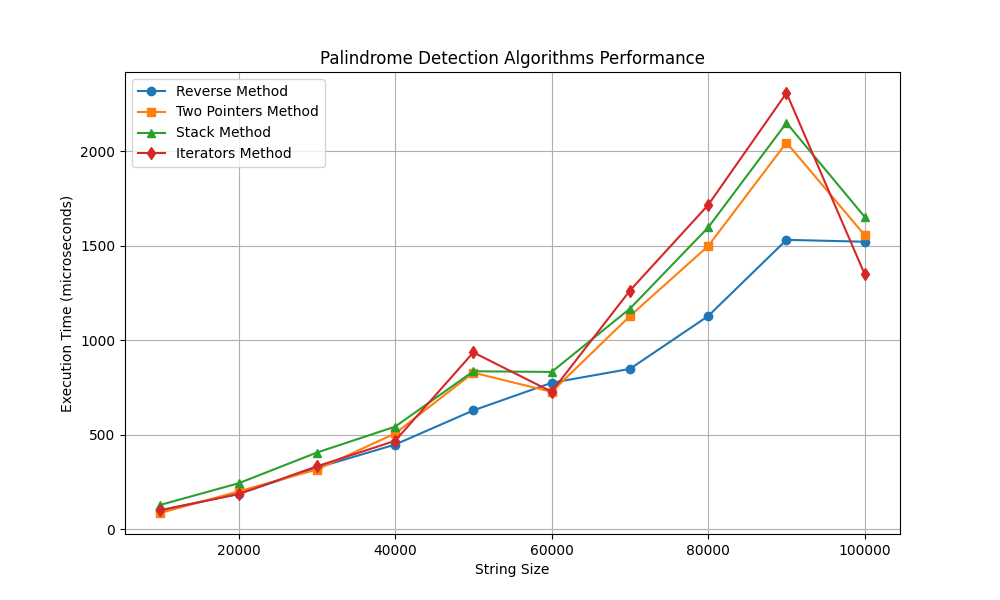 Palindrome Detection Algorithms Performance
Reverse Method
Two Pointers Method
Stack Method
Iterators Method
Execution Time (microseconds)
2000
1500
1000
500
0
20000 40000 60000 80000 100000
String Size